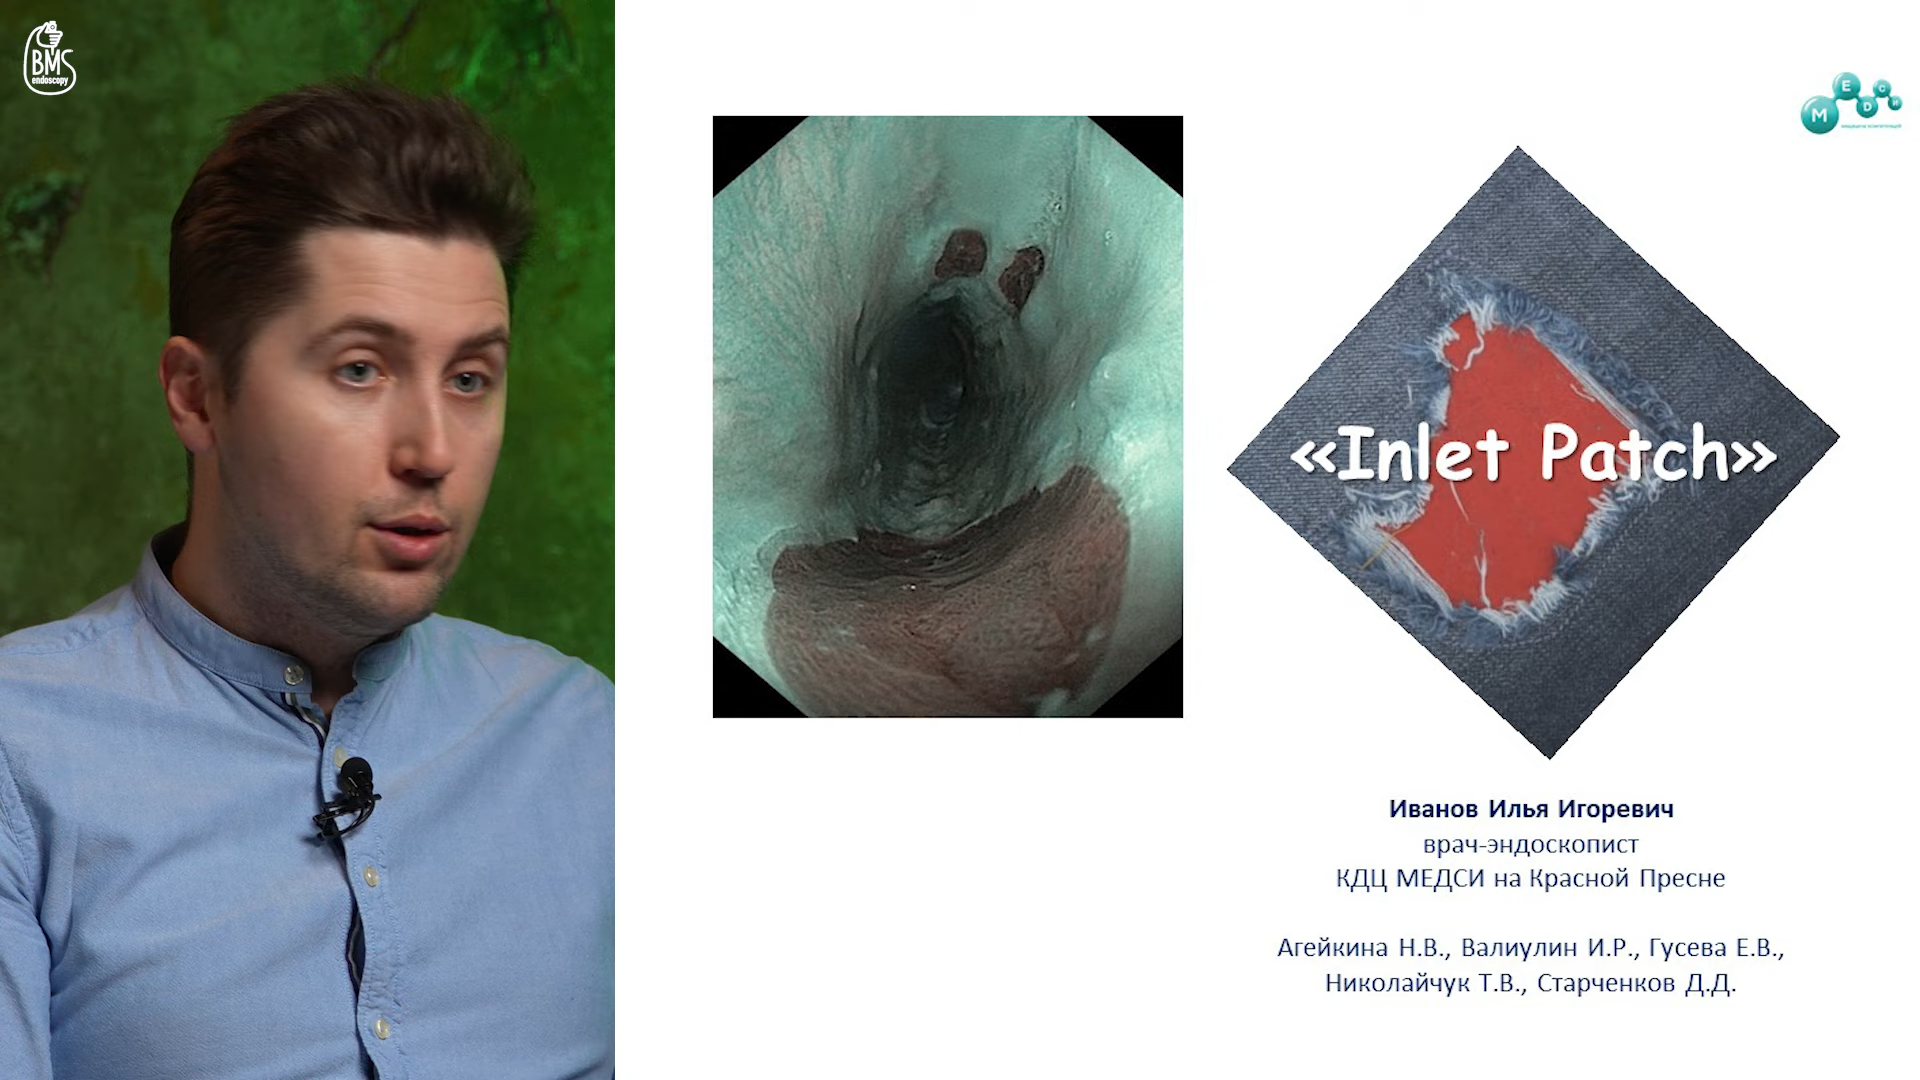 BMS
endoscopy
МЕДСИ
«Inlet Patch»
Иванов Илья Игоревич
врач-эндоскопист
КДЦ МЕДСИ на Красной Пресне
Агейкина Н.В., Валиулин И.Р., Гусева Е.В.,
Николайчук Т.В., Старченков Д.Д.